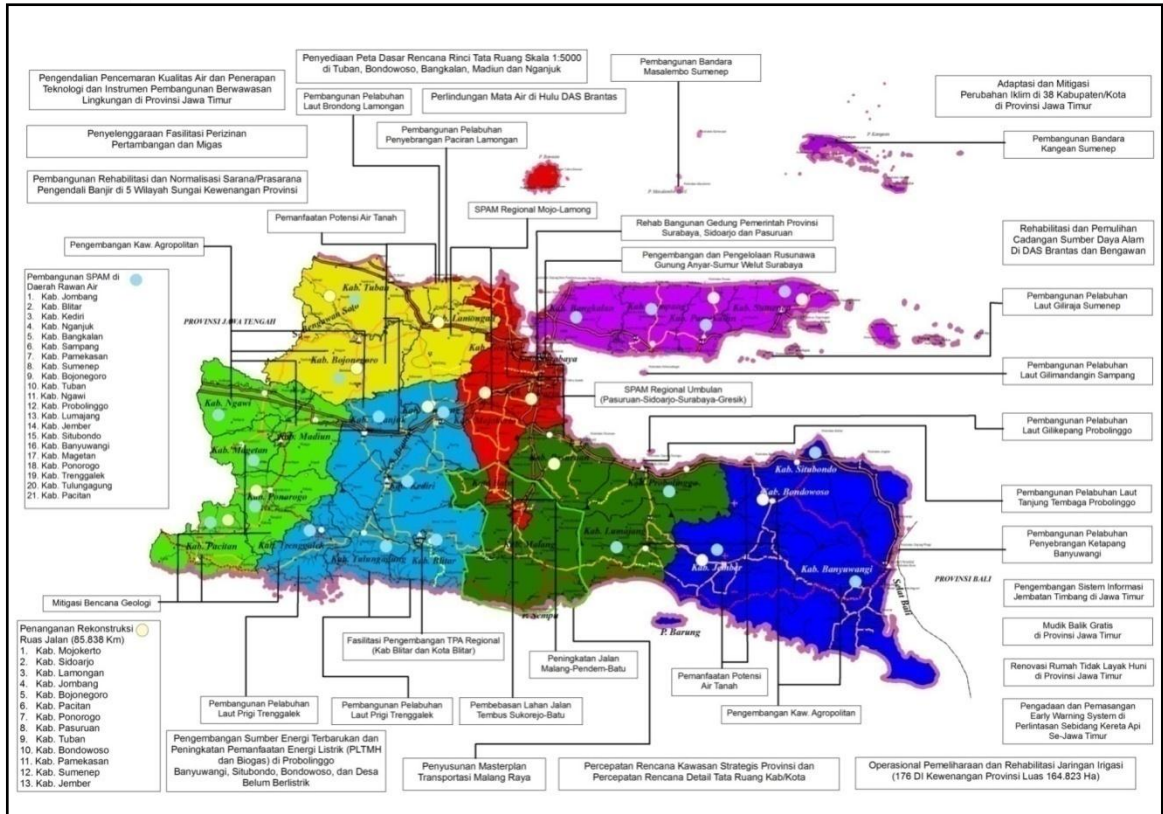 Penyediaan Peta Dasar Rencana Rinci Tata Ruang Skala 1:5000
di Tuban, Bondowoso, Bangkalan, Madiun dan Nganjuk
Pembangunan Bandara
Masalembo Sumenep
Pengendalian Pencemaran Kualitas Air dan Penerapan
Teknologi dan Instrumen Pembangunan Berwawasan
Lingkungan di Provinsi Jawa Timur
Adaptasi dan Mitigasi
Perubahan Iklim di 38 Kabupaten/Kota
di Provinsi Jawa Timur
Pembangunan Pelabuhan
Laut Brondong Lamongan
Perlindungan Mata Air di Hulu DAS Brantas
Pembangunan Pelabuhan
Penyebrangan Paciran Lamongan
Penyelenggaraan Fasilitasi Perizinan
Pertambangan dan Migas
Pembangunan Bandara
Kangean Sumenep
Pembangunan Rehabilitasi dan Normalisasi Sarana/Prasarana
Pengendali Banjir di 5 Wilayah Sungai Kewenangan Provinsi
SPAM Regional Mojo-Lamong
Pemanfaatan Potensi Air Tanah
Rehab Bangunan Gedung Pemerintah Provinsi
Surabaya, Sidoarjo dan Pasuruan
Rehabilitasi dan Pemulihan
Cadangan Sumber Daya Alam
Di DAS Brantas dan Bengawan
Pengembangan Kaw. Agropolitan
Pengembangan dan Pengelolaan Rusunawa
Gunung Anyar-Sumur Welut Surabaya
Pembangunan SPAM di
Daerah Rawan Air
1. Kab. Jombang
2. Kab. Blitar
3. Kab. Kediri
4. Kab. Nganjuk
5. Kab. Bangkalan
6. Kab. Sampang
7. Kab. Pamekasan
8. Kab. Sumenep
9. Kab. Bojonegoro
10. Kab. Tuban
11. Kab. Ngawi
12. Kab. Probolinggo
13. Kab. Lumajang
14. Kab. Jember
15. Kab. Situbondo
16. Kab. Banyuwangi
17. Kab. Magetan
18. Kab. Ponorogo
19. Kab. Trenggalek
20. Kab. Tulungagung
21. Kab. Pacitan
Pembangunan Pelabuhan
Laut Giliraja Sumenep
Pembangunan Pelabuhan
Laut Gilimandangin Sampang
SPAM Regional Umbulan
(Pasuruan-Sidoarjo-Surabaya-Gresik)
Pembangunan Pelabuhan
Laut Gilikepang Probolinggo
Pembangunan Pelabuhan Laut
Tanjung Tembaga Probolinggo
Pembangunan Pelabuhan
Penyebrangan Ketapang
Banyuwangi
PROVINSI JAWA TENGAH
S. Bengawan Solo
Kab. Tuban
Kab. Lamongan
Kab. Bojonegoro
Kab. Bangkalan
Kab. Ngawi
Kab. Madiun
Kab. Magetan
Kab. Kediri
Kab. Ponorogo
Kab. Probolinggo
Kab. Situbondo
Kab. Bondowoso
Kab. Pacitan
Kab. Trenggalek
Kab. Tulungagung
Kab. Blitar
Kab. Malang
Kab. Lumajang
Kab. Jember
Kab. Banyuwangi
Selat Bali
PROVINSI BALI
P. Sempu
P. Barung
Mitigasi Bencana Geologi
Pengembangan Sistem Informasi
Jembatan Timbang di Jawa Timur
Penanganan Rekonstruksi
Ruas Jalan (85.838 Km)
1. Kab. Mojokerto
2. Kab. Sidoarjo
3. Kab. Lamongan
4. Kab. Jombang
5. Kab. Bojonegoro
6. Kab. Pacitan
7. Kab. Ponorogo
8. Kab. Pasuruan
9. Kab. Tuban
10. Kab. Bondowoso
11. Kab. Pamekasan
12. Kab. Sumenep
13. Kab. Jember
Fasilitasi Pengembangan TPA Regional
(Kab Blitar dan Kota Blitar)
Peningkatan Jalan
Malang-Pendem-Batu
Pemanfaatan Potensi
Air Tanah
Mudik Balik Gratis
di Provinsi Jawa Timur
Renovasi Rumah Tidak Layak Huni
di Provinsi Jawa Timur
Pembangunan Pelabuhan
Laut Prigi Trenggalek
Pembangunan Pelabuhan
Laut Prigi Trenggalek
Pembebasan Lahan Jalan
Tembus Sukorejo-Batu
Pengembangan Kaw. Agropolitan
Pengadaan dan Pemasangan
Early Warning System di
Perlintasan Sebidang Kereta Api
Se-Jawa Timur
Pengembangan Sumber Energi Terbarukan dan
Peningkatan Pemanfaatan Energi Listrik (PLTMH
dan Biogas) di Probolinggo
Banyuwangi, Situbondo, Bondowoso, dan Desa
Belum Berlistrik
Penyusunan Masterplan
Transportasi Malang Raya
Percepatan Rencana Kawasan Strategis Provinsi dan
Percepatan Rencana Detail Tata Ruang Kab/Kota
Operasional Pemeliharaan dan Rehabilitasi Jaringan Irigasi
(176 DI Kewenangan Provinsi Luas 164.823 Ha)